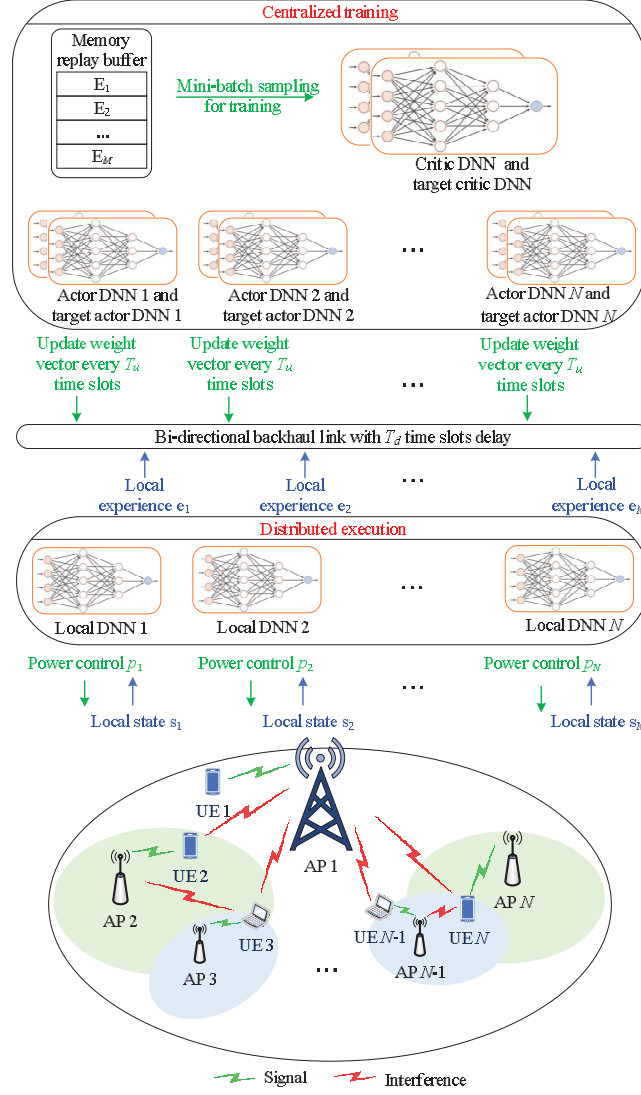 Centralized training
Memory
replay buffer
E1
E2
...
EM
Mini-batch sampling
for training
Critic DNN and
target critic DNN
...
Actor DNN 1 and
target actor DNN 1
Actor DNN 2 and
target actor DNN 2
Actor DNN N and
target actor DNN N
Update weight
vector every Tu
time slots
Update weight
vector every Tu
time slots
...
Update weight
vector every Tu
time slots
Bi-directional backhaul link with Td time slots delay
Local
experience e1
Local
experience e2
...
Local
experience eN
Distributed execution
...
Local DNN 1
Local DNN 2
Local DNN N
Power control p1
Power control p2
...
Power control pN
Local state s1
Local state s2
Local state sN
UE 1
AP 1
UE 2
AP 2
UE 3
AP 3
UE N-1
AP N-1
UE N
AP N
...
Signal
Interference